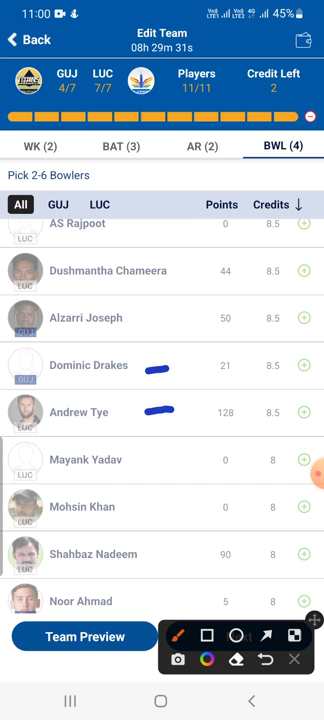 11:00 45%
Edit Team
Back
08h 29m 31s
GUJ LUC Players Credit Left
4/7 7/7 11/11 2
WK (2) BAT (3) AR (2) BWL (4)
Pick 2-6 Bowlers
All GUJ LUC Points Credits ↓
AS Rajpoot 0 8.5
LUC
Dushmantha Chameera 44 8.5
LUC
Alzarri Joseph 50 8.5
GUJ
Dominic Drakes 21 8.5
GUJ
Andrew Tye 128 8.5
LUC
Mayank Yadav 0 8
LUC
Mohsin Khan 0 8
LUC
Shahbaz Nadeem 90 8
LUC
Noor Ahmad 5 8
Team Preview